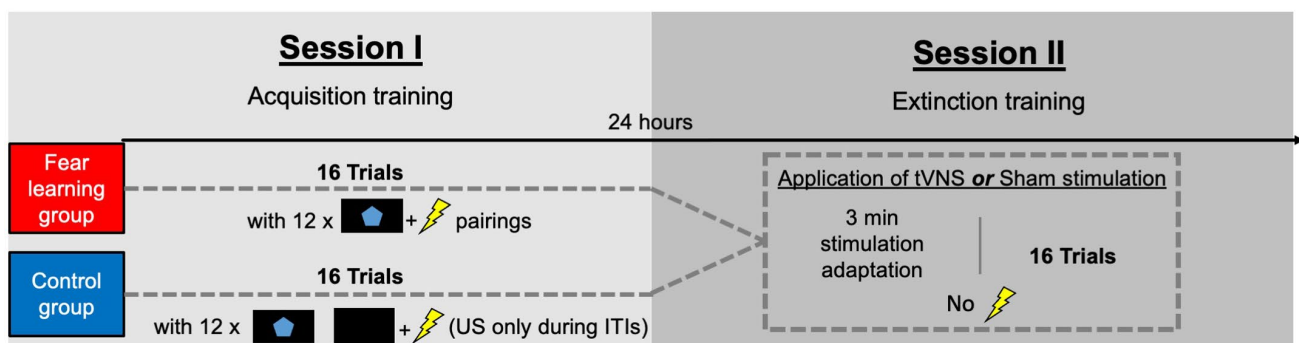 Session I
Acquisition training
Session II
Extinction training
24 hours
Fear
learning
group
16 Trials
with 12 x + pairings
Control
group
16 Trials
with 12 x + (US only during ITIs)
Application of tVNS or Sham stimulation
3 min
stimulation
adaptation
16 Trials
No